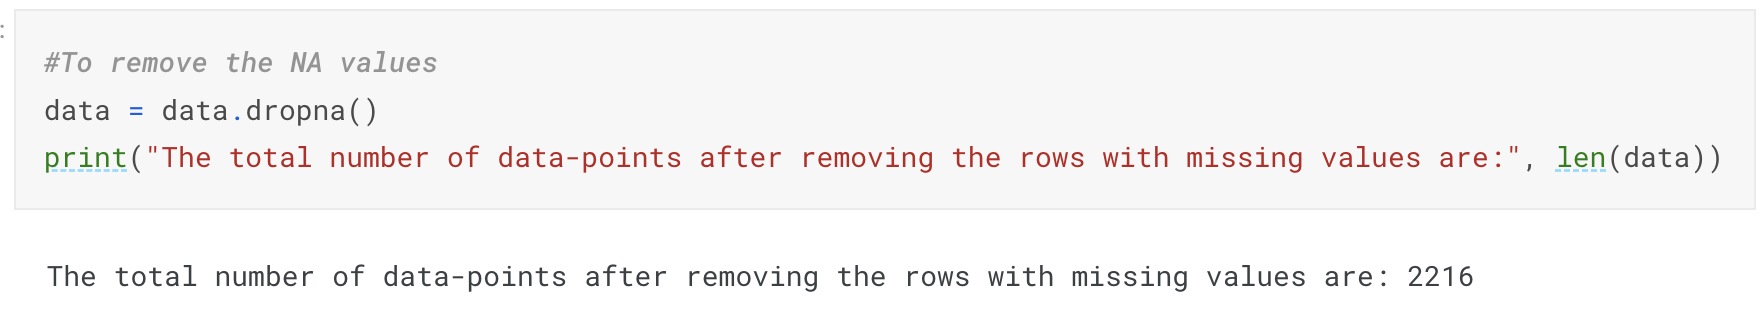 :
#To remove the NA values
data = data.dropna()
print("The total number of data-points after removing the rows with missing values are:", len(data))
The total number of data-points after removing the rows with missing values are: 2216